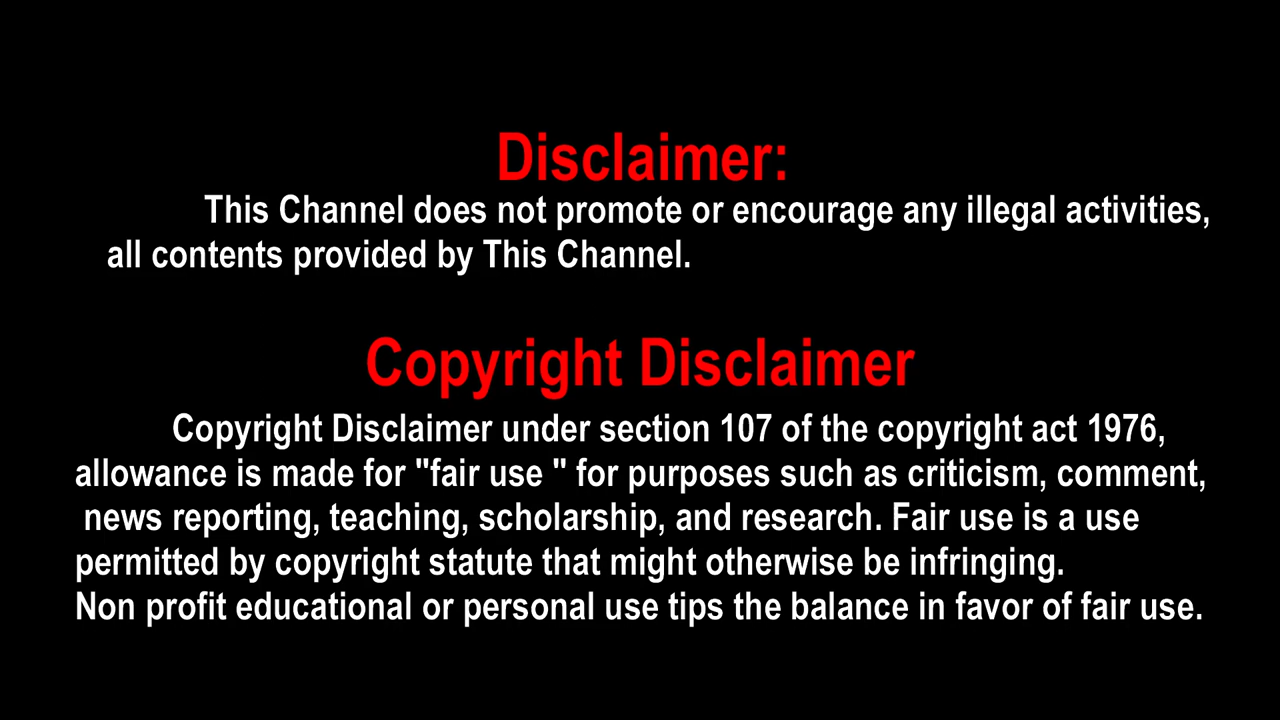 Disclaimer:
This Channel does not promote or encourage any illegal activities,
all contents provided by This Channel.
Copyright Disclaimer
Copyright Disclaimer under section 107 of the copyright act 1976,
allowance is made for "fair use " for purposes such as criticism, comment,
news reporting, teaching, scholarship, and research. Fair use is a use
permitted by copyright statute that might otherwise be infringing.
Non profit educational or personal use tips the balance in favor of fair use.